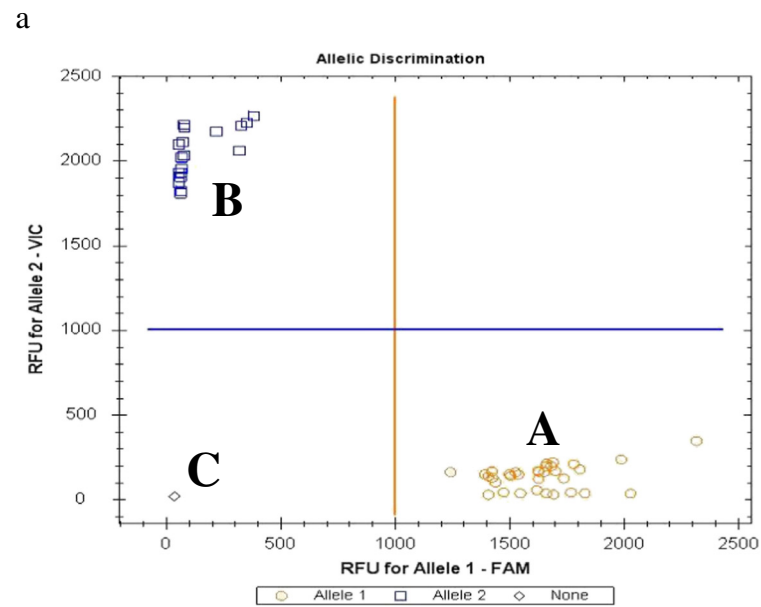 a
Allelic Discrimination
2500
2000
1500
1000
500
0
RFU for Allele 2 - VIC
B
A
C
0 500 1000 1500 2000 2500
RFU for Allele 1 - FAM
Allele 1 Allele 2 None